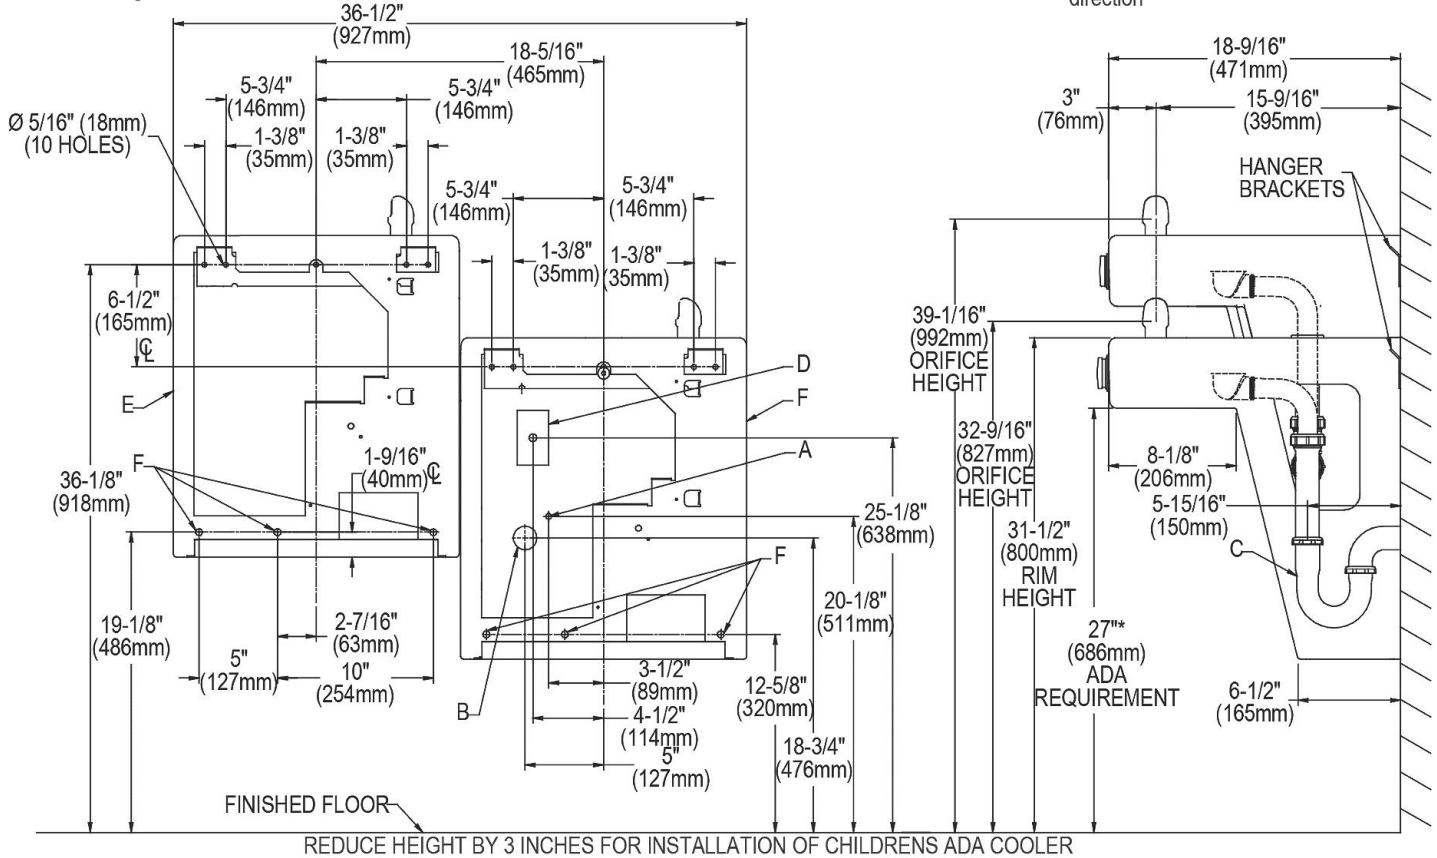 direction
36-1/2"
(927mm)
18-5/16"
(465mm)
5-3/4"
(146mm)
5-3/4"
(146mm)
Ø 5/16" (18mm)
(10 HOLES)
1-3/8"
(35mm)
1-3/8"
(35mm)
5-3/4"
(146mm)
5-3/4"
(146mm)
1-3/8"
(35mm)
1-3/8"
(35mm)
6-1/2"
(165mm)
℄
E
D
F
A
F
1-9/16"
(40mm)
℄
36-1/8"
(918mm)
25-1/8"
(638mm)
F
20-1/8"
(511mm)
19-1/8"
(486mm)
2-7/16"
(63mm)
5"
(127mm)
10"
(254mm)
B
3-1/2"
(89mm)
4-1/2"
(114mm)
5"
(127mm)
12-5/8"
(320mm)
18-3/4"
(476mm)
18-9/16"
(471mm)
3"
(76mm)
15-9/16"
(395mm)
HANGER
BRACKETS
39-1/16"
(992mm)
ORIFICE
HEIGHT
32-9/16"
(827mm)
ORIFICE
HEIGHT
8-1/8"
(206mm)
5-15/16"
(150mm)
31-1/2"
(800mm)
RIM
HEIGHT
C
27"*
(686mm)
ADA
REQUIREMENT
6-1/2"
(165mm)
FINISHED FLOOR
REDUCE HEIGHT BY 3 INCHES FOR INSTALLATION OF CHILDRENS ADA COOLER